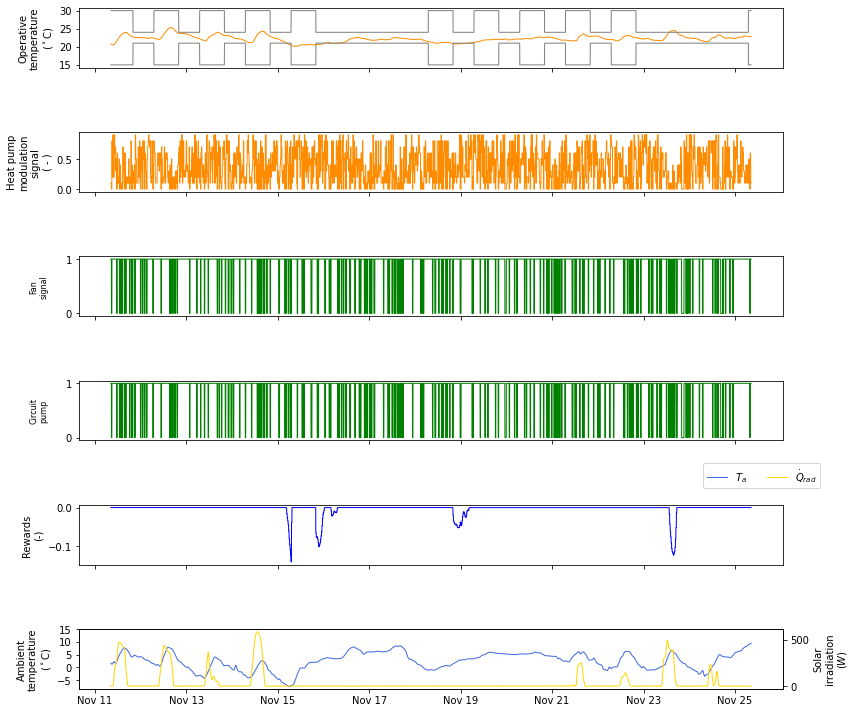 Operative
temperature
(°C)
30
25
20
15
Heat pump
modulation
signal
( - )
0.5
0.0
Fan
signal
1
0
Circuit
pump
1
0
T_a
Q̇_rad
Rewards
(-)
0.0
−0.1
Ambient
temperature
(°C)
15
10
5
0
−5
500
0
Solar
irradiation
(W)
Nov 11 Nov 13 Nov 15 Nov 17 Nov 19 Nov 21 Nov 23 Nov 25